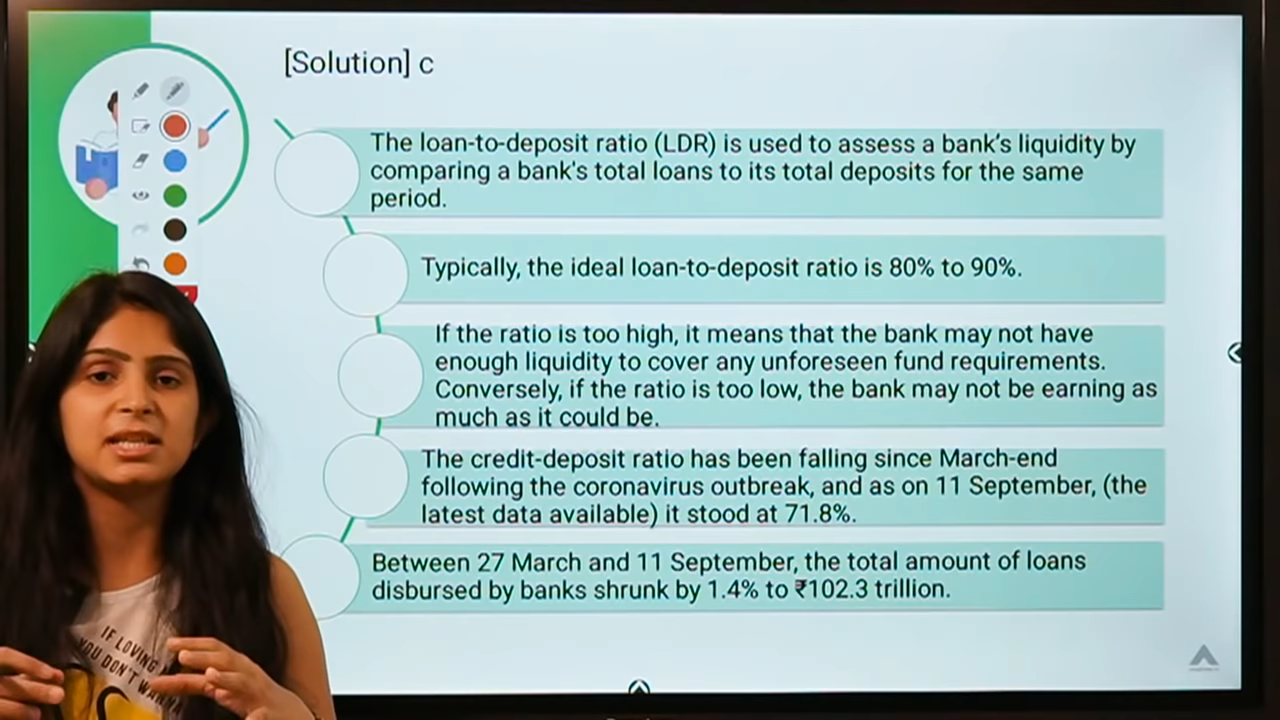 [Solution] c
The loan-to-deposit ratio (LDR) is used to assess a bank’s liquidity by
comparing a bank's total loans to its total deposits for the same
period.
Typically, the ideal loan-to-deposit ratio is 80% to 90%.
If the ratio is too high, it means that the bank may not have
enough liquidity to cover any unforeseen fund requirements.
Conversely, if the ratio is too low, the bank may not be earning as
much as it could be.
The credit-deposit ratio has been falling since March-end
following the coronavirus outbreak, and as on 11 September, (the
latest data available) it stood at 71.8%.
Between 27 March and 11 September, the total amount of loans
disbursed by banks shrunk by 1.4% to ₹102.3 trillion.
IF LOVING
YOU DON'T